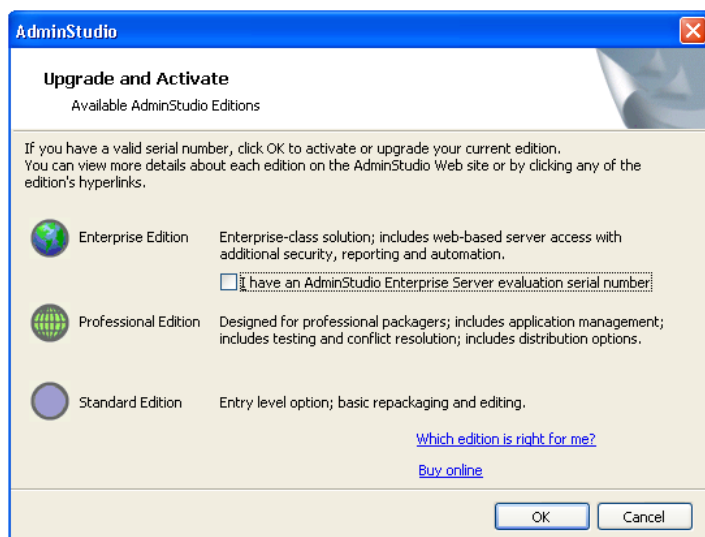 AdminStudio
Upgrade and Activate
Available AdminStudio Editions
If you have a valid serial number, click OK to activate or upgrade your current edition.
You can view more details about each edition on the AdminStudio Web site or by clicking any of the
edition's hyperlinks.
Enterprise Edition
Enterprise-class solution; includes web-based server access with
additional security, reporting and automation.
I have an AdminStudio Enterprise Server evaluation serial number
Professional Edition
Designed for professional packagers; includes application management;
includes testing and conflict resolution; includes distribution options.
Standard Edition
Entry level option; basic repackaging and editing.
Which edition is right for me?
Buy online
OK
Cancel